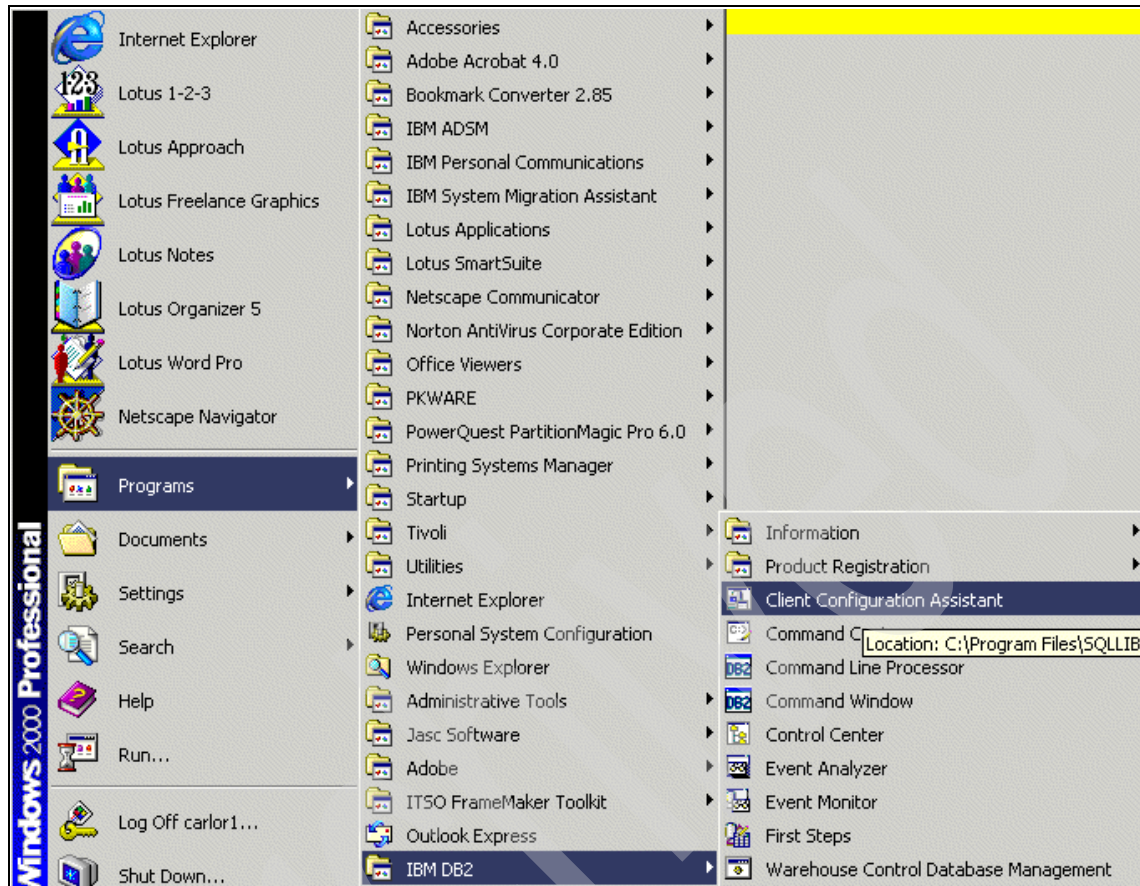 Windows 2000 Professional
Internet Explorer
Lotus 1-2-3
Lotus Approach
Lotus Freelance Graphics
Lotus Notes
Lotus Organizer 5
Lotus Word Pro
Netscape Navigator
Programs
Documents
Settings
Search
Help
Run...
Log Off carlor1...
Shut Down...
Accessories
Adobe Acrobat 4.0
Bookmark Converter 2.85
IBM ADSM
IBM Personal Communications
IBM System Migration Assistant
Lotus Applications
Lotus SmartSuite
Netscape Communicator
Norton AntiVirus Corporate Edition
Office Viewers
PKWARE
PowerQuest PartitionMagic Pro 6.0
Printing Systems Manager
Startup
Tivoli
Utilities
Internet Explorer
Personal System Configuration
Windows Explorer
Administrative Tools
Jasc Software
Adobe
ITSO FrameMaker Toolkit
Outlook Express
IBM DB2
Information
Product Registration
Client Configuration Assistant
Command
Location: C:\Program Files\SQLLIB
Command Line Processor
Command Window
Control Center
Event Analyzer
Event Monitor
First Steps
Warehouse Control Database Management